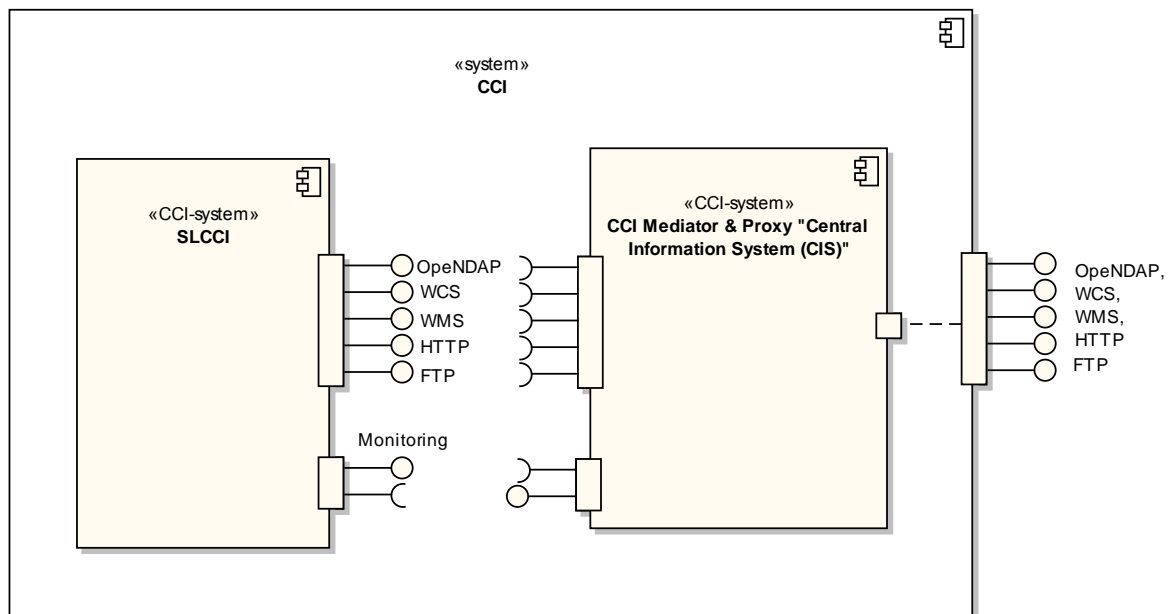 «system»
CCI
«CCI-system»
SLCCI
OpeNDAP
WCS
WMS
HTTP
FTP
Monitoring
«CCI-system»
CCI Mediator & Proxy "Central
Information System (CIS)"
OpeNDAP,
WCS,
WMS,
HTTP
FTP